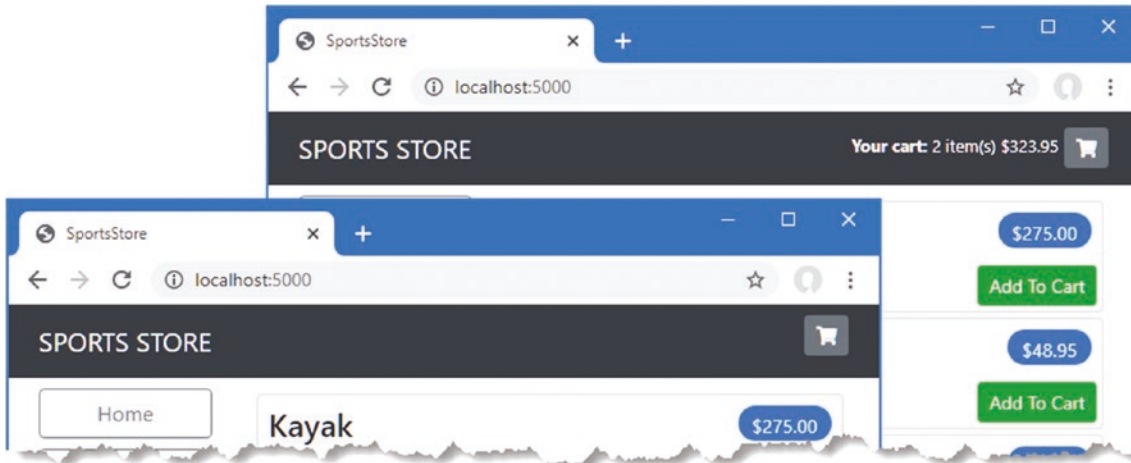 SportsStore
localhost:5000
SPORTS STORE
Your cart: 2 item(s) $323.95
$275.00
Add To Cart
$48.95
Add To Cart
SportsStore
localhost:5000
SPORTS STORE
Home
Kayak
$275.00